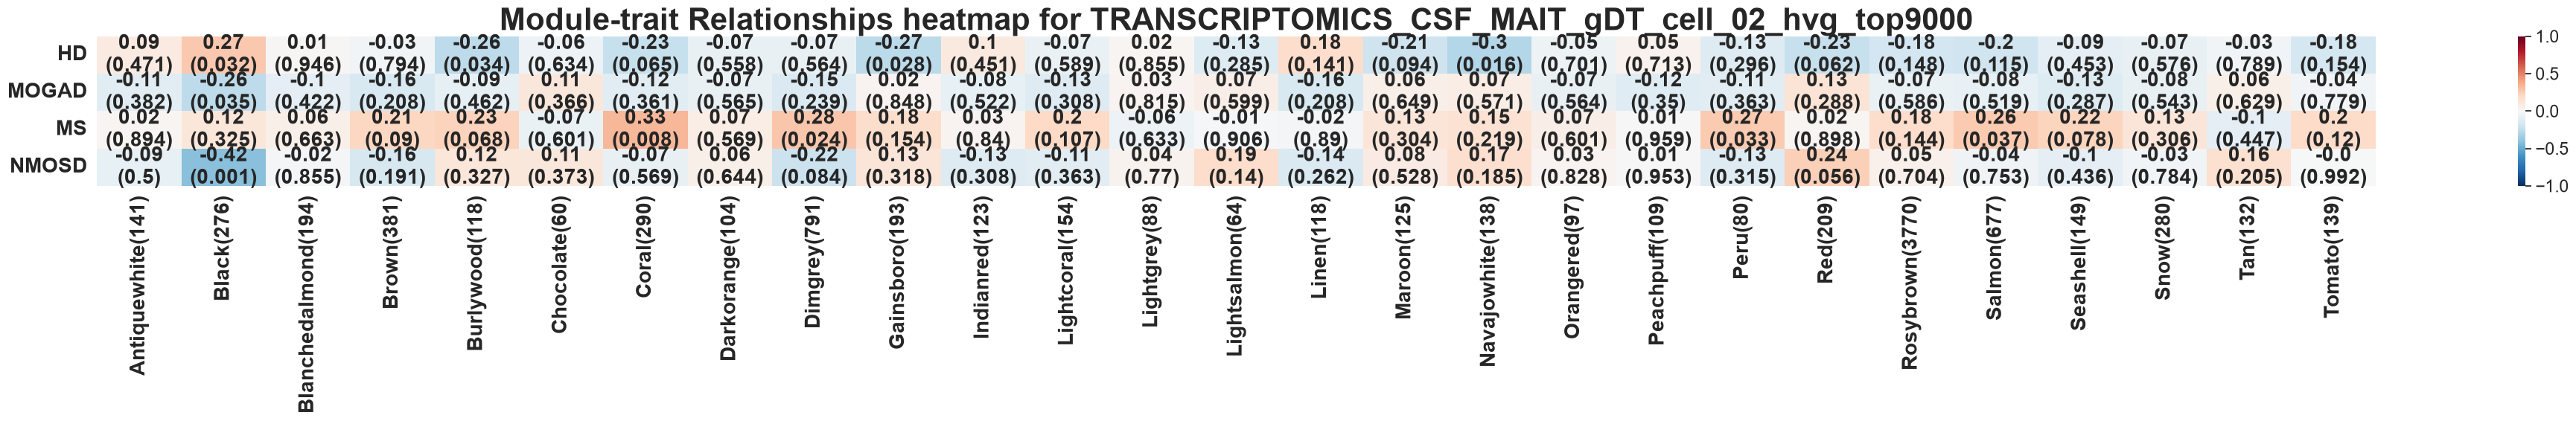 Module-trait Relationships heatmap for TRANSCRIPTOMICS_CSF_MAIT_gDT_cell_02_hvg_top9000
HD 0.09 0.27 0.01 -0.03 -0.26 -0.06 -0.23 -0.07 -0.07 -0.27 0.1 -0.07 0.02 -0.13 0.18 -0.21 -0.3 -0.05 0.05 -0.13 -0.23 -0.18 -0.2 -0.09 -0.07 -0.03 -0.18
(0.471) (0.032) (0.946) (0.794) (0.034) (0.634) (0.065) (0.558) (0.564) (0.028) (0.451) (0.589) (0.855) (0.285) (0.141) (0.094) (0.016) (0.701) (0.713) (0.296) (0.062) (0.148) (0.115) (0.453) (0.576) (0.789) (0.154)
MOGAD -0.11 -0.26 -0.1 -0.16 -0.09 0.11 -0.12 -0.07 -0.15 0.02 -0.08 -0.13 0.03 0.07 -0.16 0.06 0.07 -0.07 -0.12 -0.11 0.13 -0.07 -0.08 -0.13 -0.08 0.06 -0.04
(0.382) (0.035) (0.422) (0.208) (0.462) (0.366) (0.361) (0.565) (0.239) (0.848) (0.522) (0.308) (0.815) (0.599) (0.208) (0.649) (0.571) (0.564) (0.35) (0.363) (0.288) (0.586) (0.519) (0.287) (0.543) (0.629) (0.779)
MS 0.02 0.12 0.06 0.21 0.23 -0.07 0.33 0.07 0.28 0.18 0.03 0.2 -0.06 -0.01 -0.02 0.13 0.15 0.07 0.01 0.27 0.02 0.18 0.26 0.22 0.13 -0.1 0.2
(0.894) (0.325) (0.663) (0.09) (0.068) (0.601) (0.008) (0.569) (0.024) (0.154) (0.84) (0.107) (0.633) (0.906) (0.89) (0.304) (0.219) (0.601) (0.959) (0.033) (0.898) (0.144) (0.037) (0.078) (0.306) (0.447) (0.12)
NMOSD -0.09 -0.42 -0.02 -0.16 0.12 0.11 -0.07 0.06 -0.22 0.13 -0.13 -0.11 0.04 0.19 -0.14 0.08 0.17 0.03 0.01 -0.13 0.24 0.05 -0.04 -0.1 -0.03 0.16 -0.0
(0.5) (0.001) (0.855) (0.191) (0.327) (0.373) (0.569) (0.644) (0.084) (0.318) (0.308) (0.363) (0.77) (0.14) (0.262) (0.528) (0.185) (0.828) (0.953) (0.315) (0.056) (0.704) (0.753) (0.436) (0.784) (0.205) (0.992)
Antiquewhite(141)
Black(276)
Blanchedalmond(194)
Brown(381)
Burlywood(118)
Chocolate(60)
Coral(290)
Darkorange(104)
Dimgrey(791)
Gainsboro(193)
Indianred(123)
Lightcoral(154)
Lightgrey(88)
Lightsalmon(64)
Linen(118)
Maroon(125)
Navajowhite(138)
Orangered(97)
Peachpuff(109)
Peru(80)
Red(209)
Rosybrown(3770)
Salmon(677)
Seashell(149)
Snow(280)
Tan(132)
Tomato(139)
1.0
0.5
0.0
−0.5
−1.0